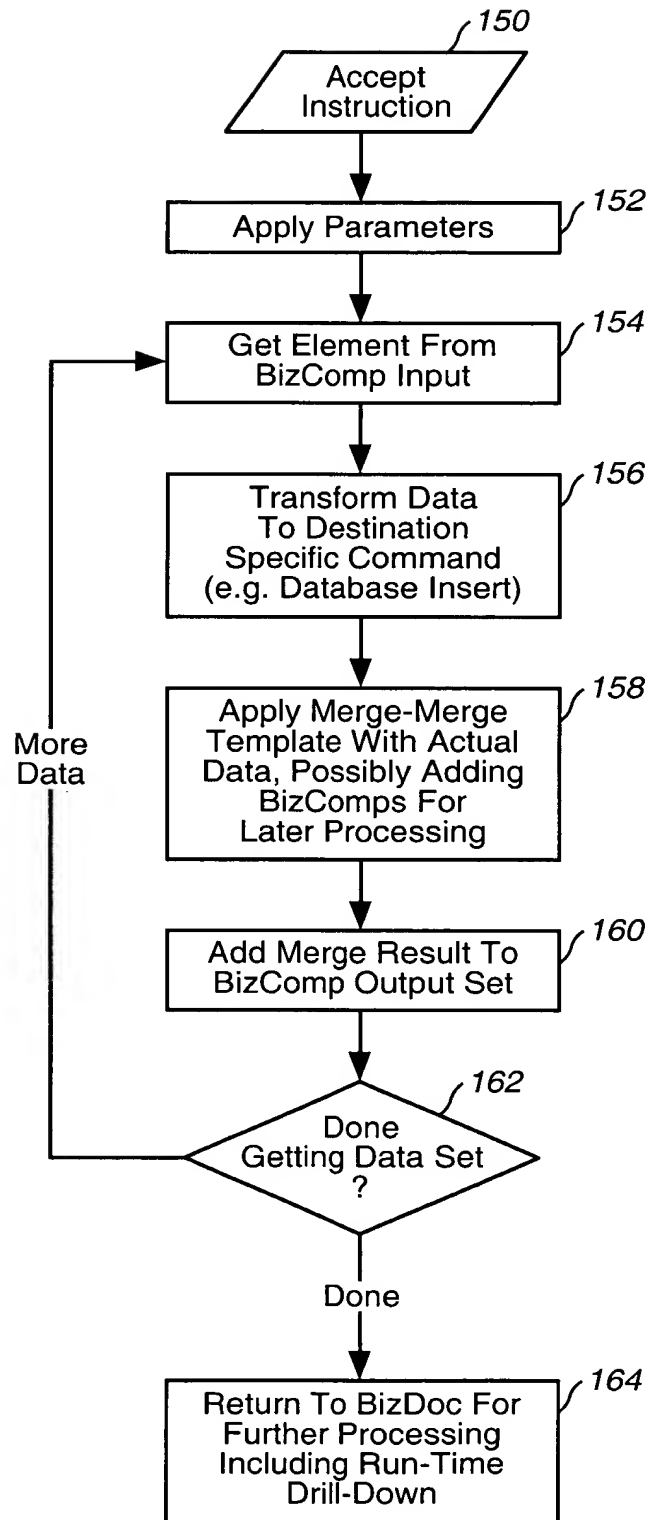 150
Accept
Instruction
152
Apply Parameters
154
Get Element From
BizComp Input
156
Transform Data
To Destination
Specific Command
(e.g. Database Insert)
158
Apply Merge-Merge
Template With Actual
Data, Possibly Adding
BizComps For
Later Processing
More
Data
160
Add Merge Result To
BizComp Output Set
162
Done
Getting Data Set
?
Done
164
Return To BizDoc For
Further Processing
Including Run-Time
Drill-Down